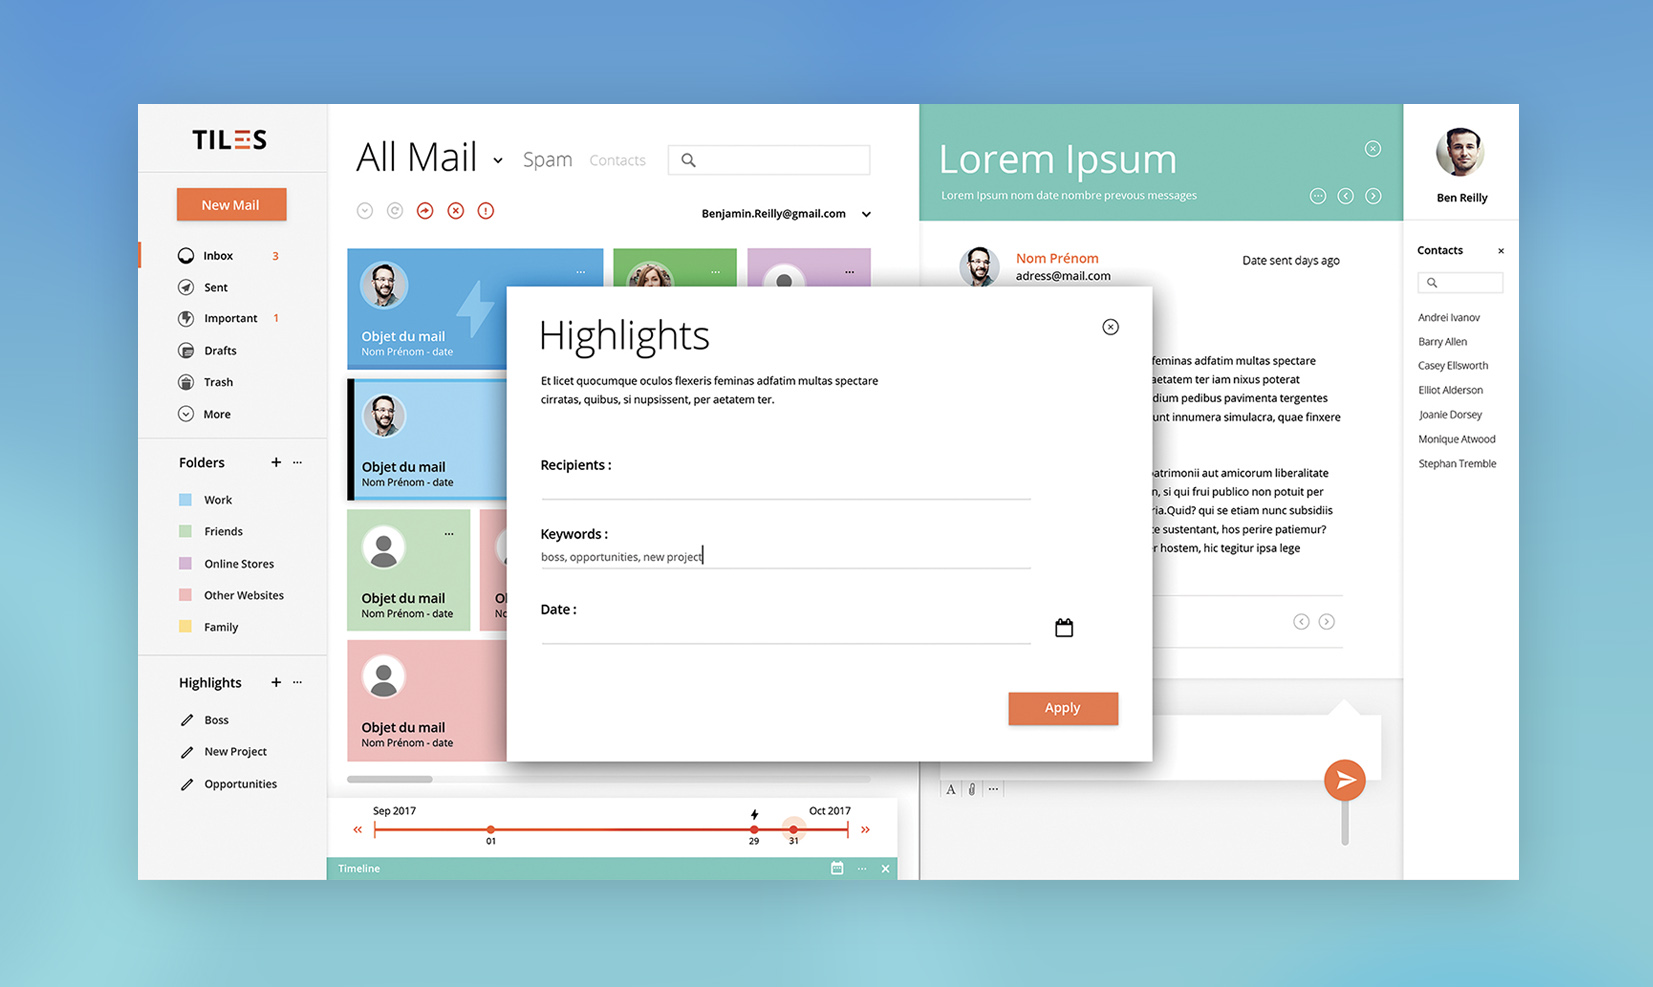 TILES
New Mail
Inbox 3
Sent
Important 1
Drafts
Trash
More
Folders
Work
Friends
Online Stores
Other Websites
Family
Highlights
Boss
New Project
Opportunities
All Mail Spam Contacts
Benjamin.Reilly@gmail.com
Objet du mail
Nom Prénom - date
Objet du mail
Nom Prénom - date
Objet du mail
Nom Prénom - date
Objet du mail
Nom Prénom - date
Highlights
Et licet quocumque oculos flexeris feminas adfatim multas spectare
cirratas, quibus, si nupsissent, per aetatem ter.
Recipients :
Keywords :
boss, opportunities, new project
Date :
Apply
Sep 2017 Oct 2017
01 29 31
Timeline
Lorem Ipsum
Lorem Ipsum nom date nombre prevous messages
Nom Prénom
adress@mail.com
Date sent days ago
feminas adfatim multas spectare
aetatem ter iam nixus poterat
dium pedibus pavimenta tergentes
unt innumera simulacra, quae finxere
patrimonii aut amicorum liberalitate
n, si qui frui publico non potuit per
ria.Quid? qui se etiam nunc subsidiis
ce sustentant, hos perire patiemur?
r hostem, hic tegitur ipsa lege
A
Ben Reilly
Contacts
Andrei Ivanov
Barry Allen
Casey Ellsworth
Elliot Alderson
Joanie Dorsey
Monique Atwood
Stephan Tremble